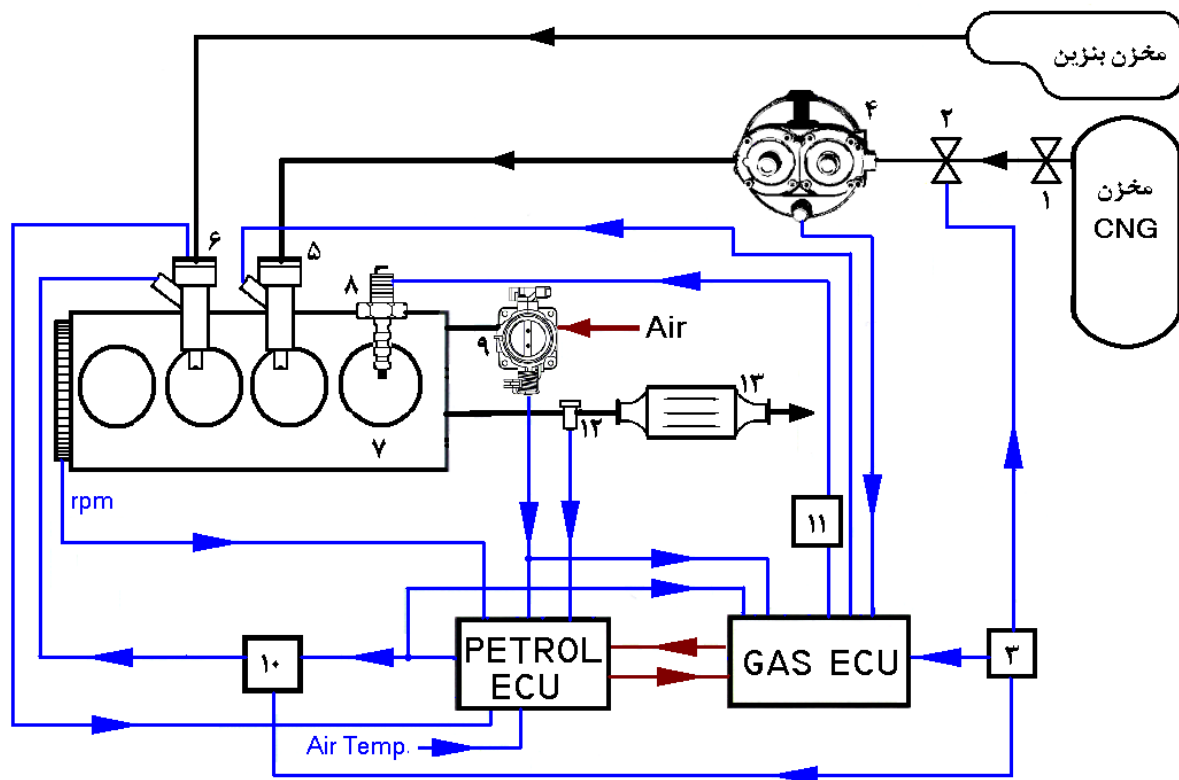 مخزن بنزین
۴
۲
۱
مخزن
CNG
۶
۵
۸
۹
Air
۷
۱۲
۱۳
rpm
۱۱
۱۰
PETROL
ECU
GAS ECU
۳
Air Temp.